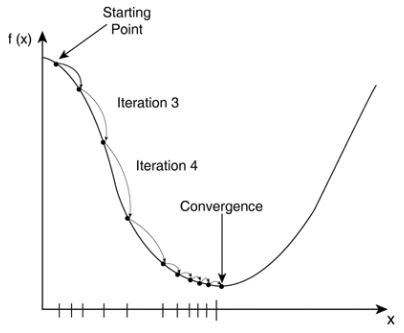 Starting
Point
f (x)
Iteration 3
Iteration 4
Convergence
x